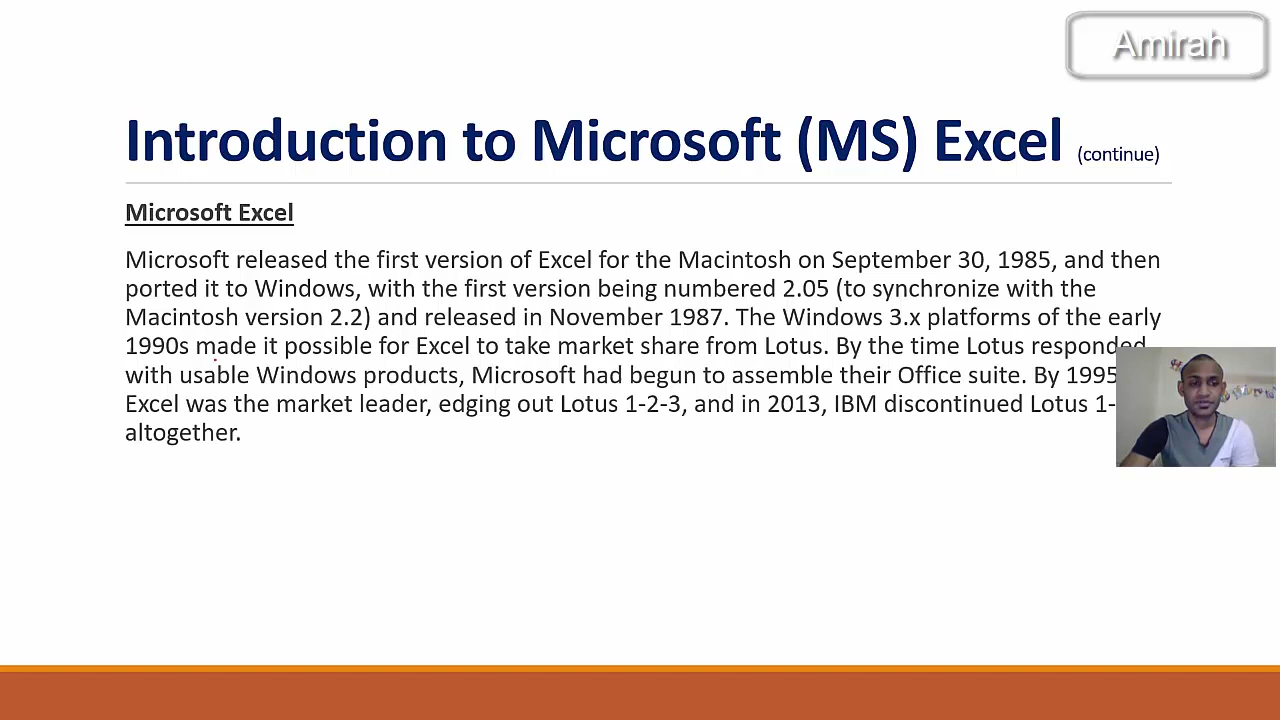 Amirah
Introduction to Microsoft (MS) Excel (continue)
Microsoft Excel
Microsoft released the first version of Excel for the Macintosh on September 30, 1985, and then
ported it to Windows, with the first version being numbered 2.05 (to synchronize with the
Macintosh version 2.2) and released in November 1987. The Windows 3.x platforms of the early
1990s made it possible for Excel to take market share from Lotus. By the time Lotus responded
with usable Windows products, Microsoft had begun to assemble their Office suite. By 1995
Excel was the market leader, edging out Lotus 1-2-3, and in 2013, IBM discontinued Lotus 1-
altogether.